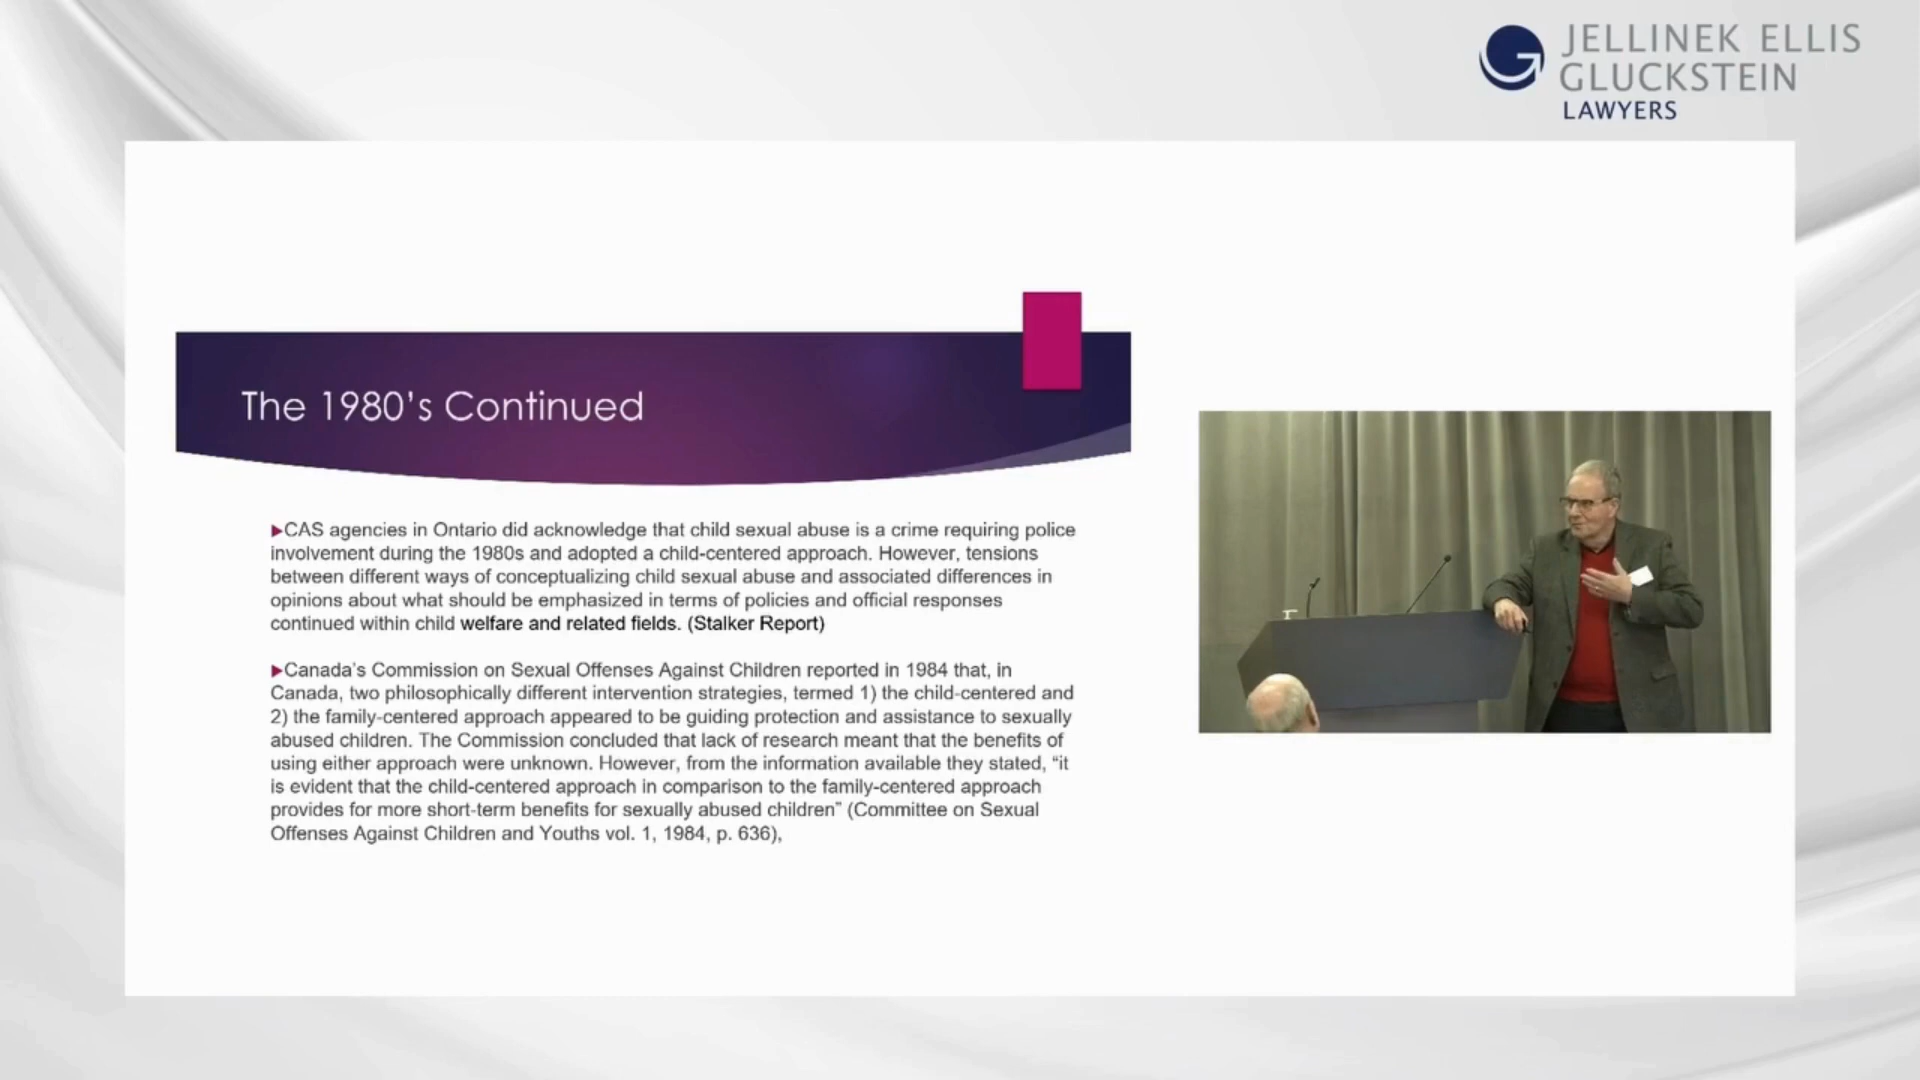 JELLINEK ELLIS
GLUCKSTEIN
LAWYERS
The 1980's Continued
▶CAS agencies in Ontario did acknowledge that child sexual abuse is a crime requiring police
involvement during the 1980s and adopted a child-centered approach. However, tensions
between different ways of conceptualizing child sexual abuse and associated differences in
opinions about what should be emphasized in terms of policies and official responses
continued within child welfare and related fields. (Stalker Report)
▶Canada's Commission on Sexual Offenses Against Children reported in 1984 that, in
Canada, two philosophically different intervention strategies, termed 1) the child-centered and
2) the family-centered approach appeared to be guiding protection and assistance to sexually
abused children. The Commission concluded that lack of research meant that the benefits of
using either approach were unknown. However, from the information available they stated, “it
is evident that the child-centered approach in comparison to the family-centered approach
provides for more short-term benefits for sexually abused children” (Committee on Sexual
Offenses Against Children and Youths vol. 1, 1984, p. 636),